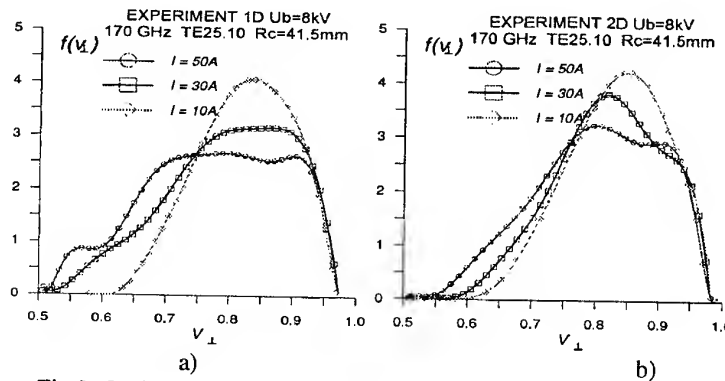 EXPERIMENT 1D Ub=8kV
170 GHz TE25.10 Rc=41.5mm
f(v⊥)
I = 50A
I = 30A
I = 10A
5
4
3
2
1
0
0.5 0.6 0.7 0.8 0.9 1.0
V⊥
a)
EXPERIMENT 2D Ub=8kV
170 GHz TE25.10 Rc=41.5mm
f(v⊥)
I = 50A
I = 30A
I = 10A
5
4
3
2
1
0
0.5 0.6 0.7 0.8 0.9 1.0
V⊥
b)